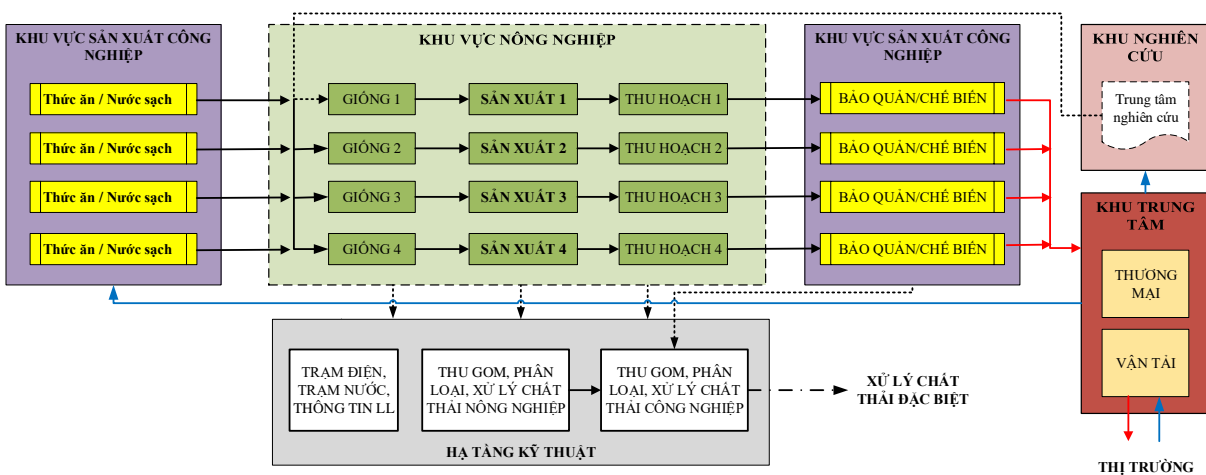 KHU VỰC SẢN XUẤT CÔNG
NGHIỆP
Thức ăn / Nước sạch
Thức ăn / Nước sạch
Thức ăn / Nước sạch
Thức ăn / Nước sạch
KHU VỰC NÔNG NGHIỆP
GIỐNG 1
SẢN XUẤT 1
THU HOẠCH 1
GIỐNG 2
SẢN XUẤT 2
THU HOẠCH 2
GIỐNG 3
SẢN XUẤT 3
THU HOẠCH 3
GIỐNG 4
SẢN XUẤT 4
THU HOẠCH 4
KHU VỰC SẢN XUẤT CÔNG
NGHIỆP
BẢO QUẢN/CHẾ BIẾN
BẢO QUẢN/CHẾ BIẾN
BẢO QUẢN/CHẾ BIẾN
BẢO QUẢN/CHẾ BIẾN
KHU NGHIÊN
CỨU
Trung tâm
nghiên cứu
KHU TRUNG
TÂM
THƯƠNG
MẠI
VẬN TẢI
THỊ TRƯỜNG
TRẠM ĐIỆN,
TRẠM NƯỚC,
THÔNG TIN LL
THU GOM, PHÂN
LOẠI, XỬ LÝ CHẤT
THẢI NÔNG NGHIỆP
THU GOM, PHÂN
LOẠI, XỬ LÝ CHẤT
THẢI CÔNG NGHIỆP
HẠ TẦNG KỸ THUẬT
XỬ LÝ CHẤT
THẢI ĐẶC BIỆT